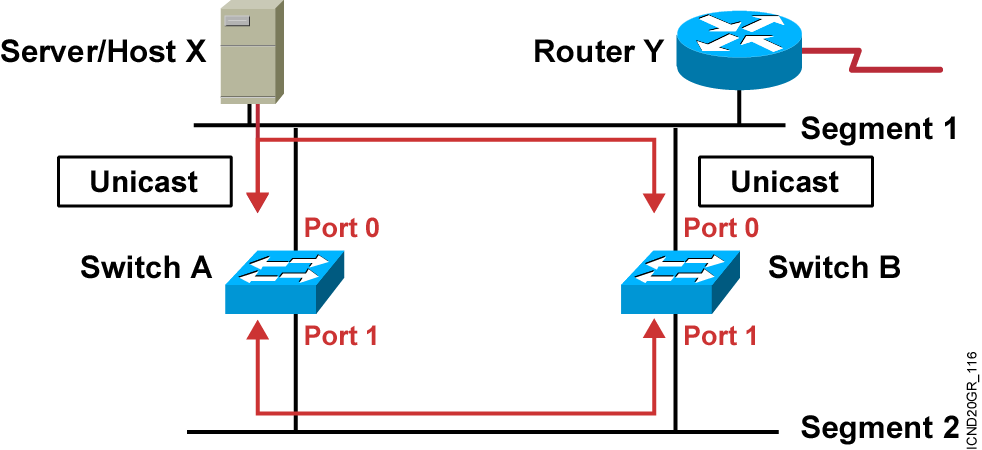 Server/Host X
Router Y
Segment 1
Unicast
Unicast
Port 0
Port 0
Switch A
Switch B
Port 1
Port 1
Segment 2
ICND20GR_116